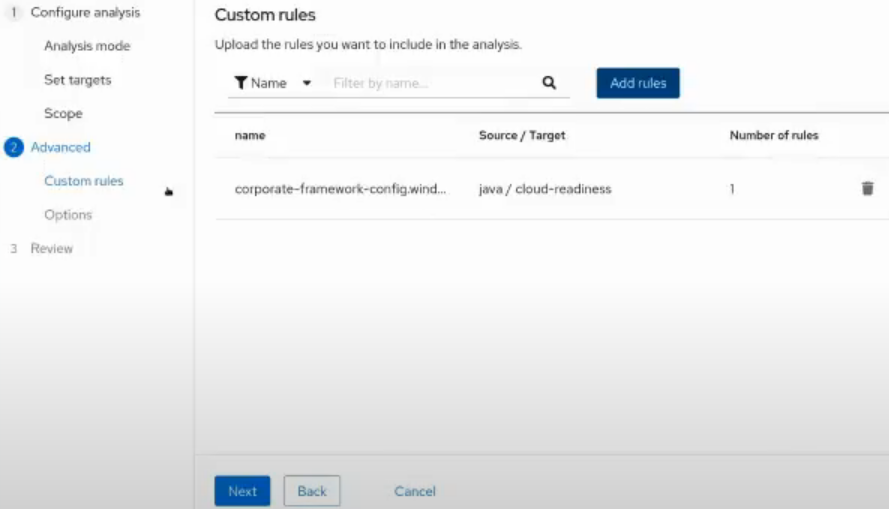 1 Configure analysis
Analysis mode
Set targets
Scope
2 Advanced
Custom rules
Options
3 Review
Custom rules
Upload the rules you want to include in the analysis.
Name Filter by name... Add rules
name Source / Target Number of rules
corporate-framework-config.wind... java / cloud-readiness 1
Next Back Cancel